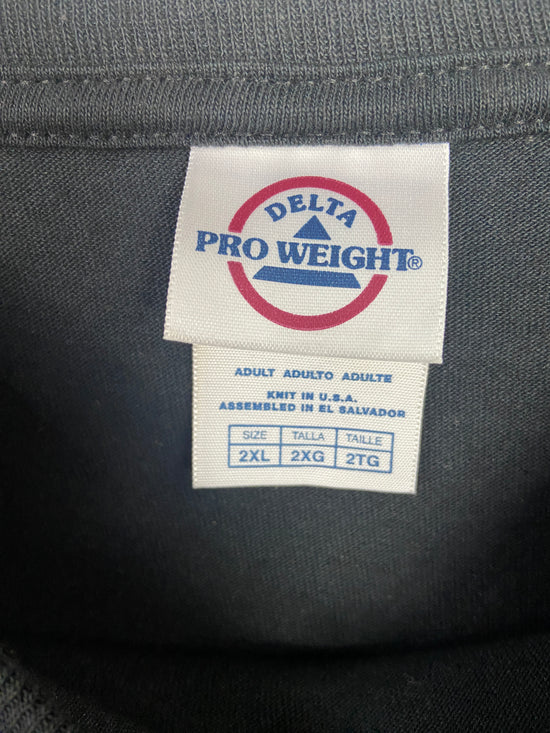 DELTA
PRO WEIGHT®
ADULT ADULTO ADULTE
KNIT IN U.S.A.
ASSEMBLED IN EL SALVADOR
SIZE TALLA TAILLE
2XL 2XG 2TG